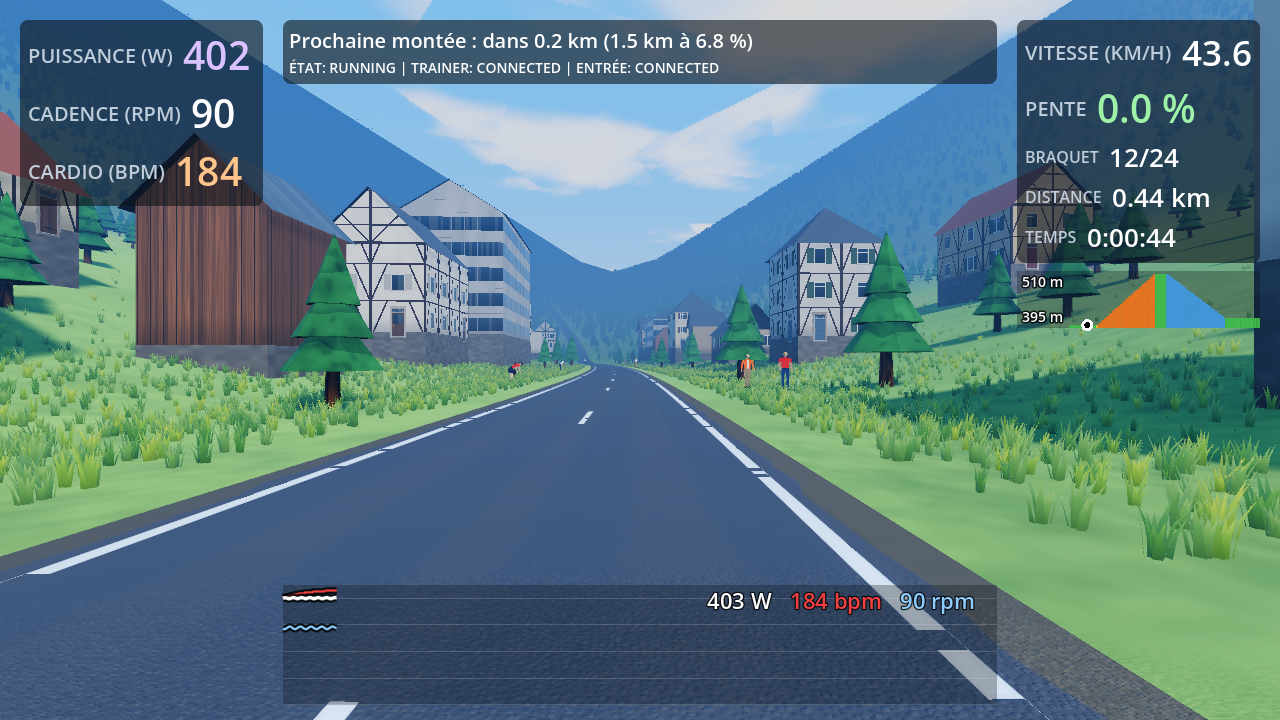 PUISSANCE (W) 402
CADENCE (RPM) 90
CARDIO (BPM) 184
Prochaine montée : dans 0.2 km (1.5 km à 6.8 %)
ÉTAT: RUNNING | TRAINER: CONNECTED | ENTRÉE: CONNECTED
VITESSE (KM/H) 43.6
PENTE 0.0 %
BRAQUET 12/24
DISTANCE 0.44 km
TEMPS 0:00:44
510 m
395 m
403 W 184 bpm 90 rpm